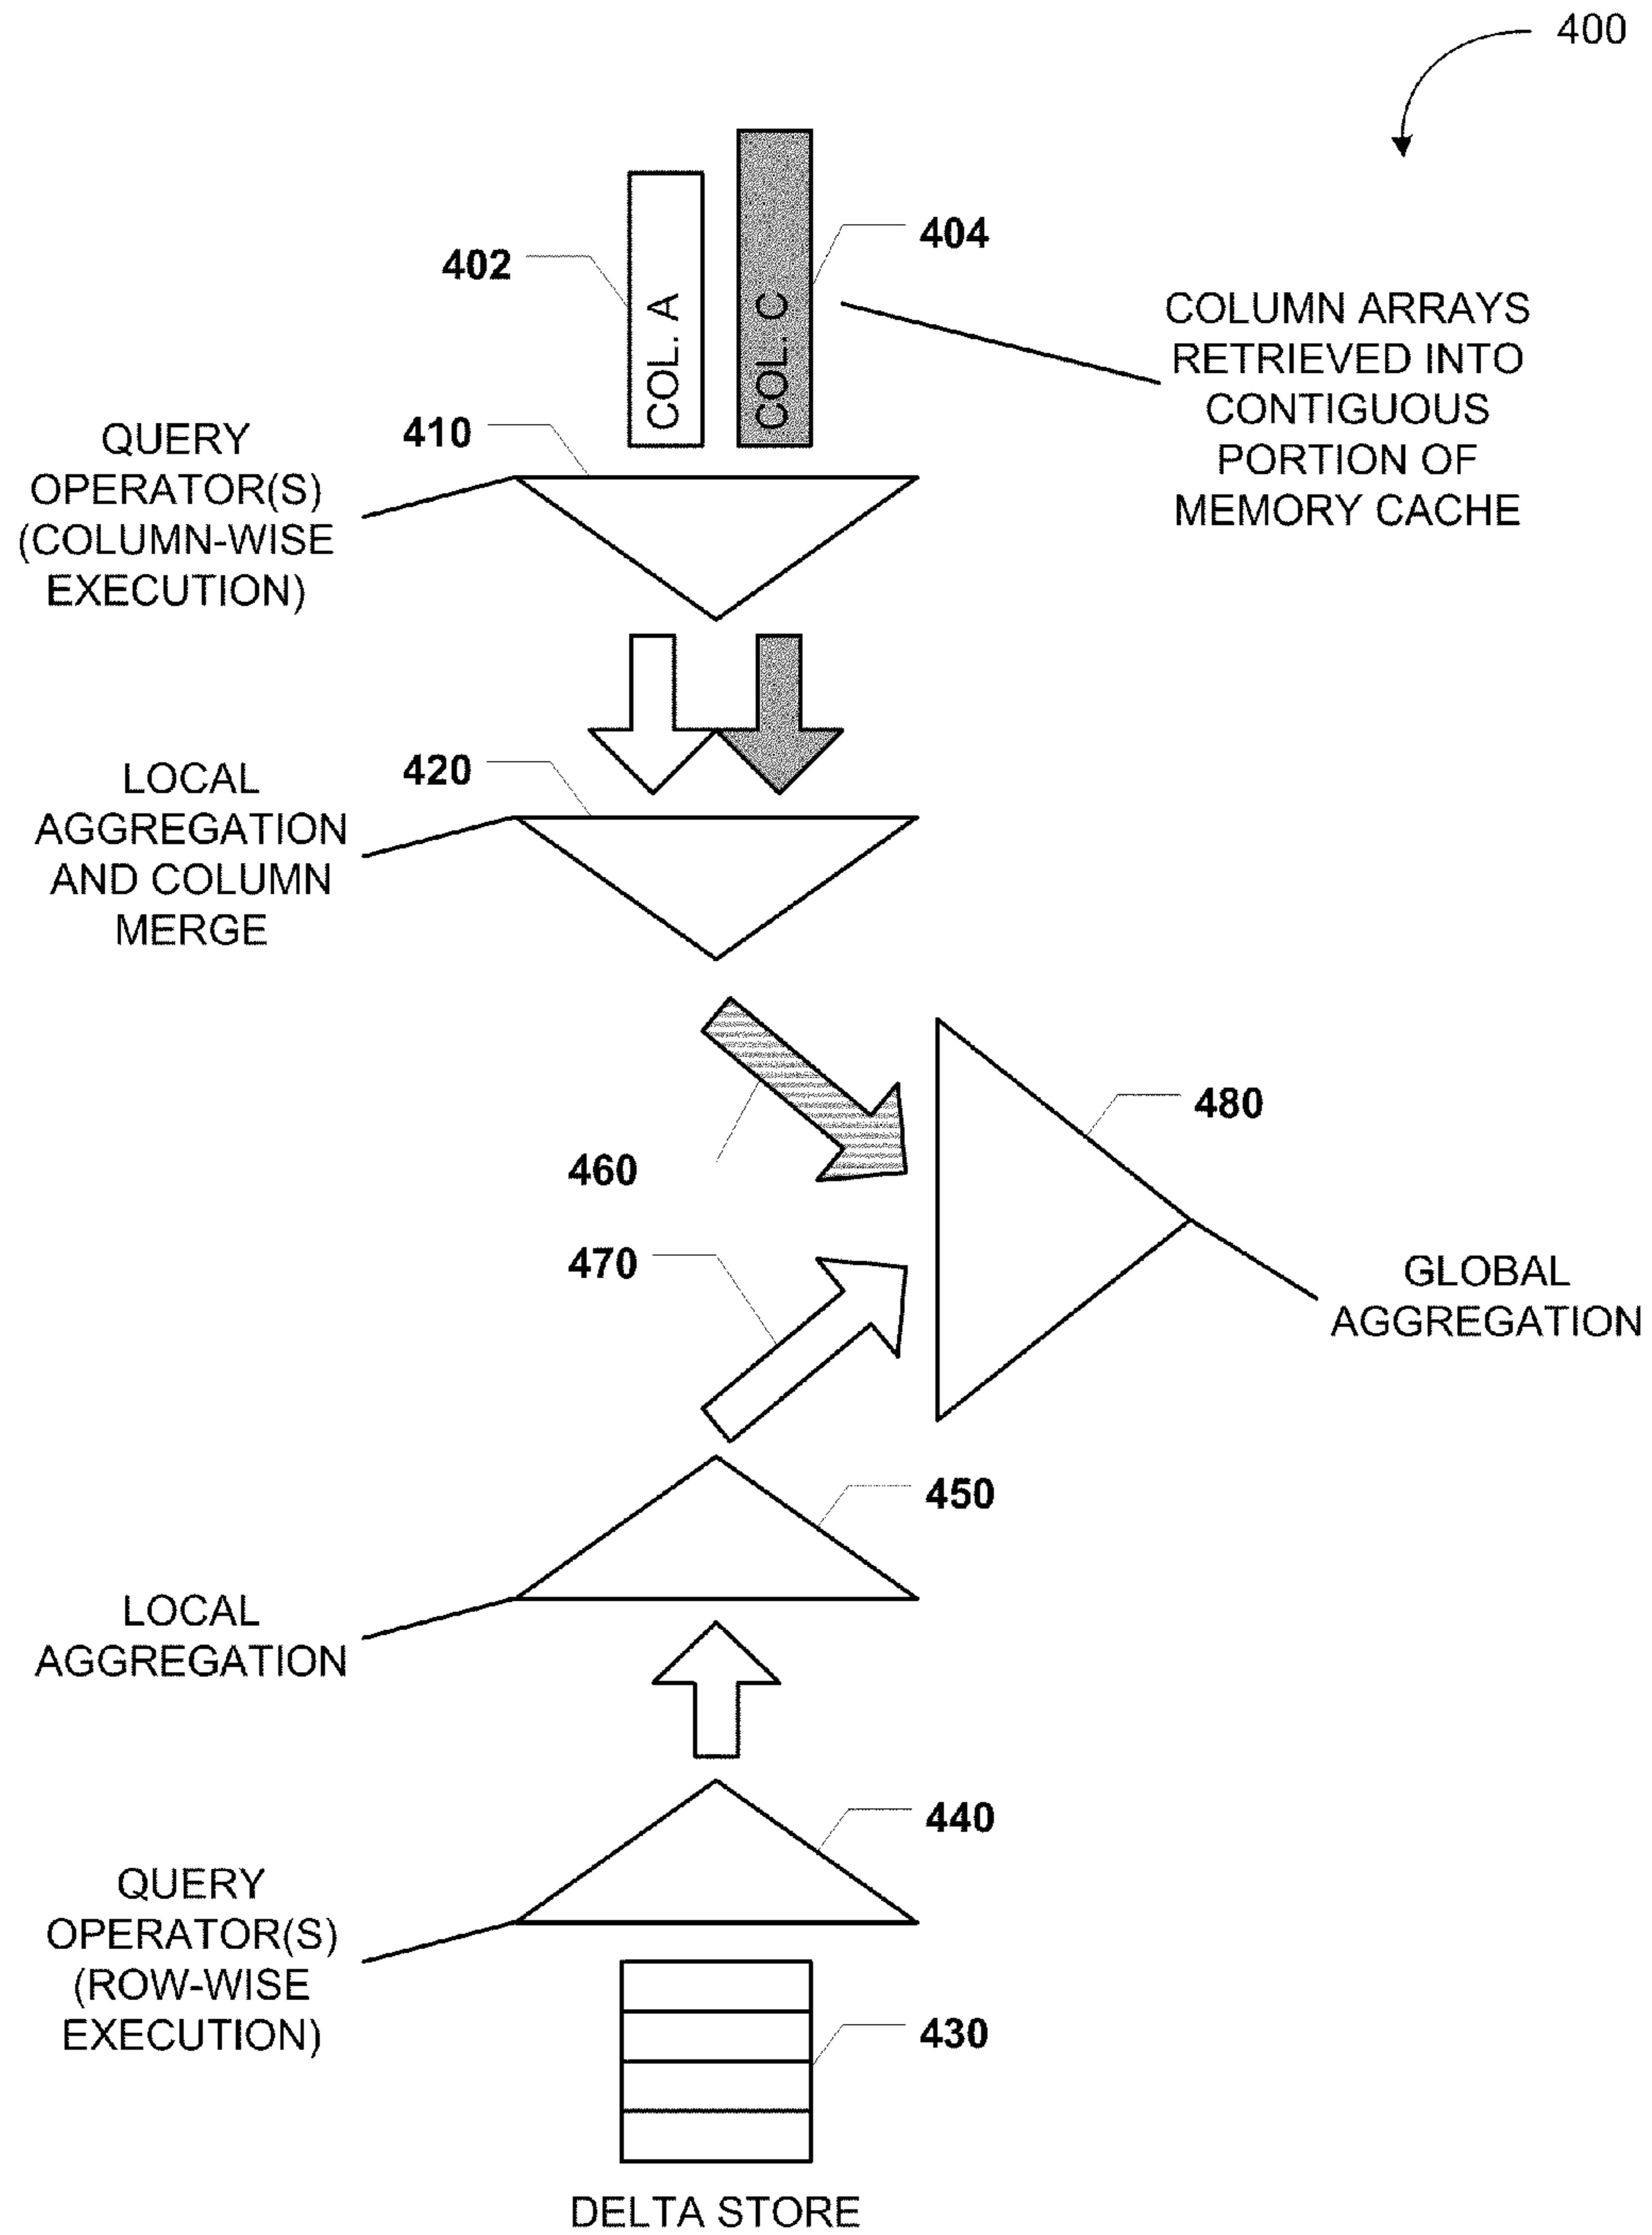 400
404
402
COL. A
COL. C
COLUMN ARRAYS
RETRIEVED INTO
CONTIGUOUS
PORTION OF
MEMORY CACHE
410
QUERY
OPERATOR(S)
(COLUMN-WISE
EXECUTION)
420
LOCAL
AGGREGATION
AND COLUMN
MERGE
480
460
470
GLOBAL
AGGREGATION
450
LOCAL
AGGREGATION
440
QUERY
OPERATOR(S)
(ROW-WISE
EXECUTION)
430
DELTA STORE